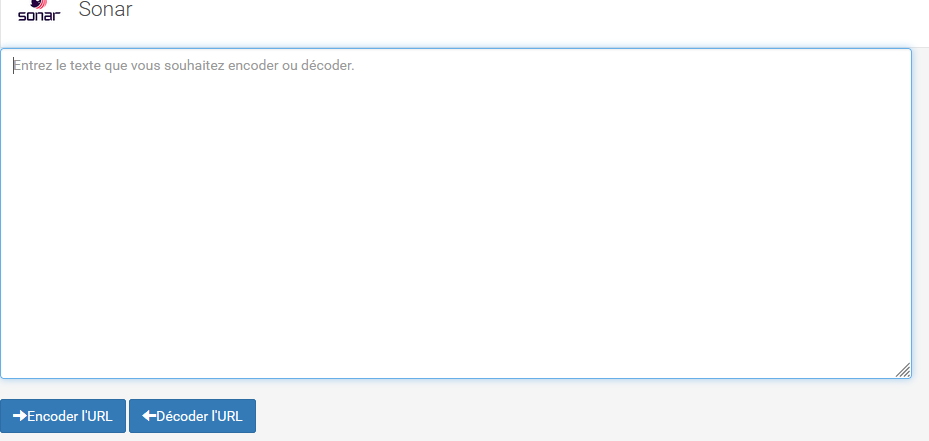 sonar
Sonar
Entrez le texte que vous souhaitez encoder ou décoder.
Encoder l'URL
Décoder l'URL